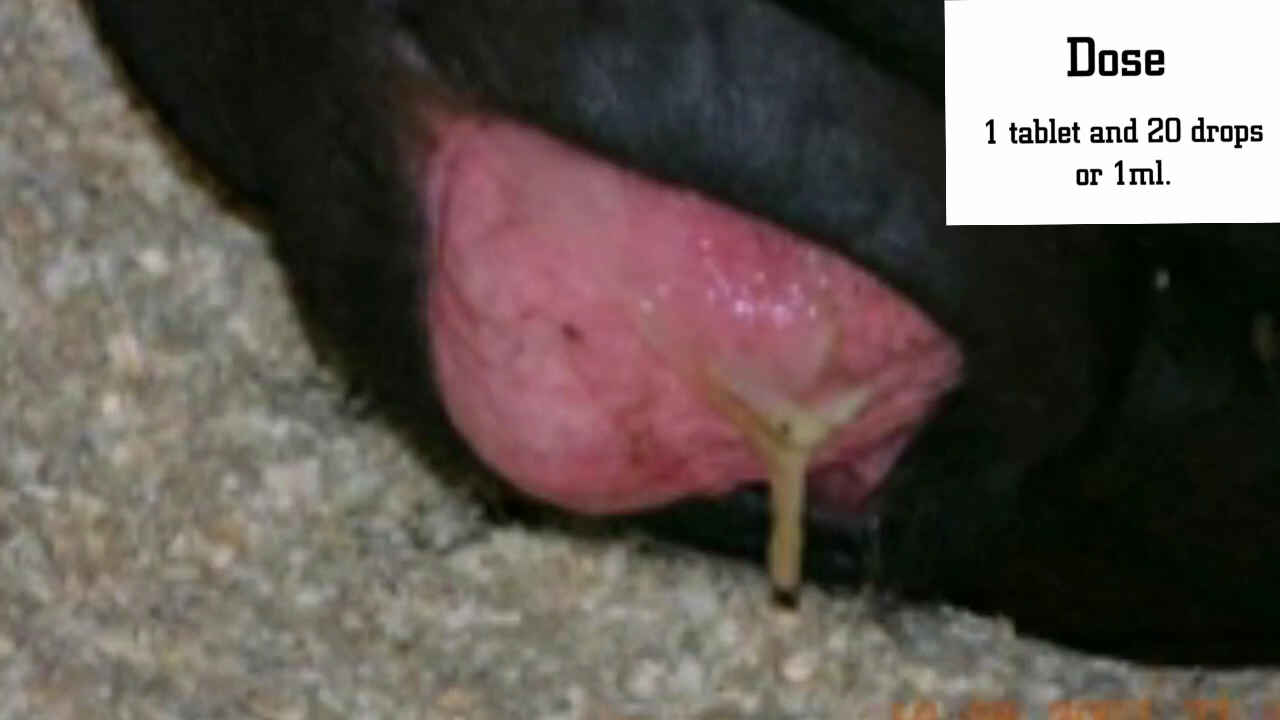 Dose
1 tablet and 20 drops
or 1ml.